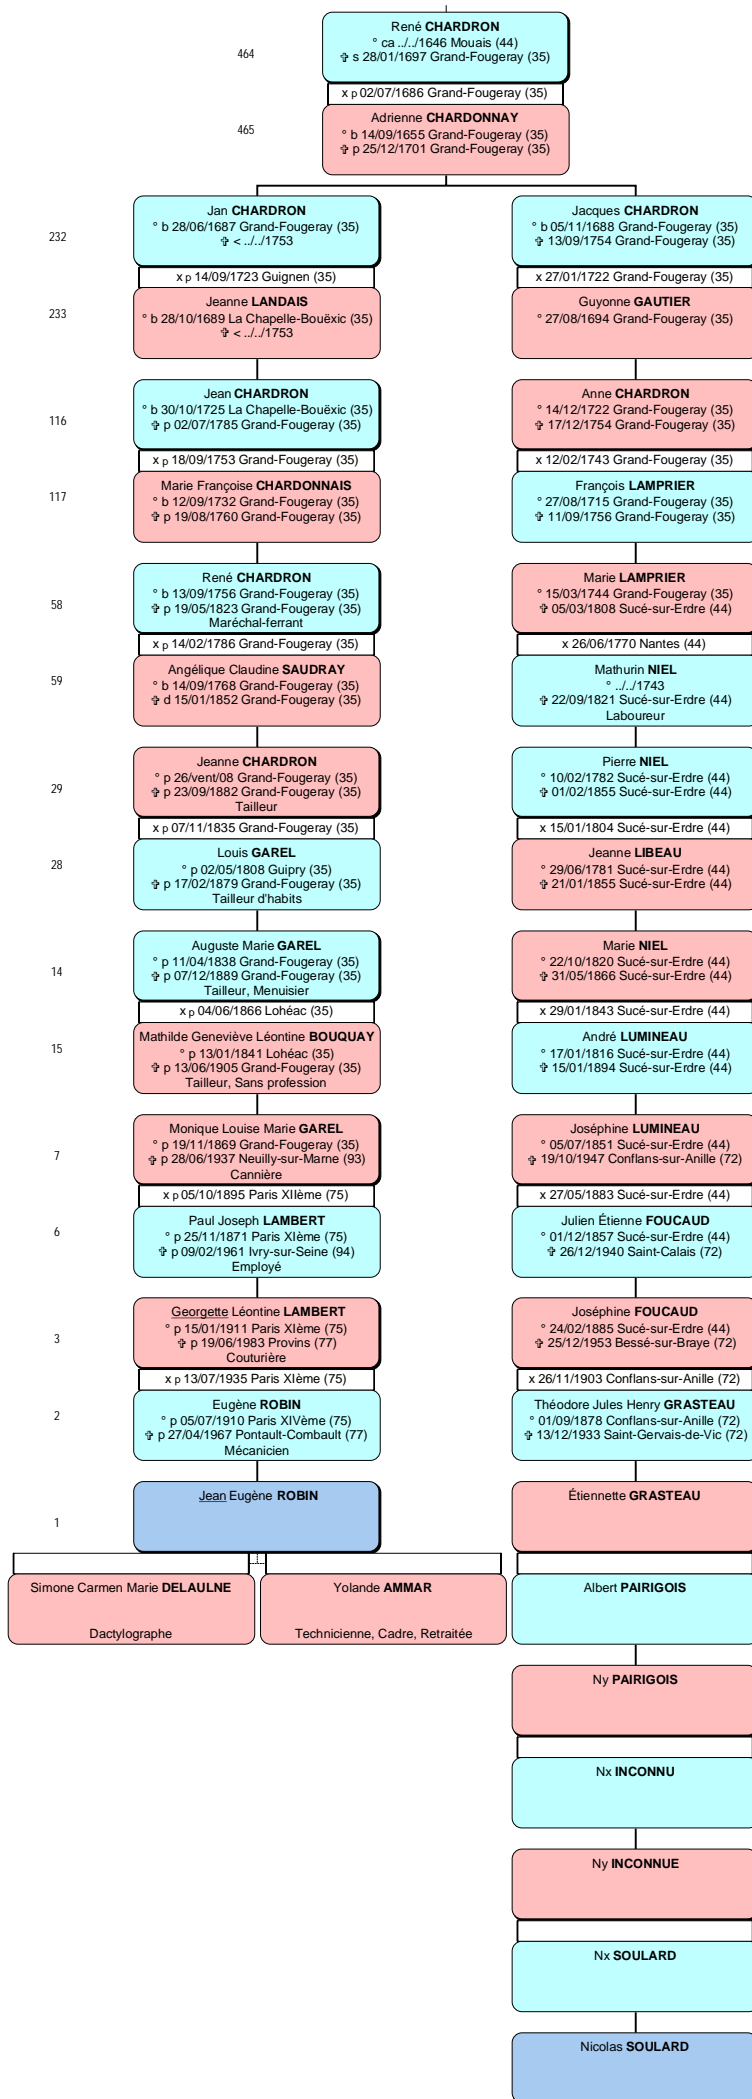 René CHARDRON
° ca ../../1646 Mouais (44)
✞ s 28/01/1697 Grand-Fougeray (35)
464
x p 02/07/1686 Grand-Fougeray (35)
Adrienne CHARDONNAY
° b 14/09/1655 Grand-Fougeray (35)
✞ p 25/12/1701 Grand-Fougeray (35)
465
Jan CHARDRON
° b 28/06/1687 Grand-Fougeray (35)
✞ < ../../1753
232
x p 14/09/1723 Guignen (35)
Jeanne LANDAIS
° b 28/10/1689 La Chapelle-Bouëxic (35)
✞ < ../../1753
233
Jacques CHARDRON
° b 05/11/1688 Grand-Fougeray (35)
✞ 13/09/1754 Grand-Fougeray (35)
x 27/01/1722 Grand-Fougeray (35)
Guyonne GAUTIER
° 27/08/1694 Grand-Fougeray (35)
Jean CHARDRON
° b 30/10/1725 La Chapelle-Bouëxic (35)
✞ p 02/07/1785 Grand-Fougeray (35)
116
x p 18/09/1753 Grand-Fougeray (35)
Marie Françoise CHARDONNAIS
° b 12/09/1732 Grand-Fougeray (35)
✞ p 19/08/1760 Grand-Fougeray (35)
117
Anne CHARDRON
° 14/12/1722 Grand-Fougeray (35)
✞ 17/12/1754 Grand-Fougeray (35)
x 12/02/1743 Grand-Fougeray (35)
François LAMPRIER
° 27/08/1715 Grand-Fougeray (35)
✞ 11/09/1756 Grand-Fougeray (35)
René CHARDRON
° b 13/09/1756 Grand-Fougeray (35)
✞ p 19/05/1823 Grand-Fougeray (35)
Maréchal-ferrant
58
x p 14/02/1786 Grand-Fougeray (35)
Angélique Claudine SAUDRAY
° b 14/09/1768 Grand-Fougeray (35)
✞ d 15/01/1852 Grand-Fougeray (35)
59
Marie LAMPRIER
° 15/03/1744 Grand-Fougeray (35)
✞ 05/03/1808 Sucé-sur-Erdre (44)
x 26/06/1770 Nantes (44)
Mathurin NIEL
° ../../1743
✞ 22/09/1821 Sucé-sur-Erdre (44)
Laboureur
Jeanne CHARDRON
° p 26/vent/08 Grand-Fougeray (35)
✞ p 23/09/1882 Grand-Fougeray (35)
Tailleur
29
x p 07/11/1835 Grand-Fougeray (35)
Louis GAREL
° p 02/05/1808 Guipry (35)
✞ p 17/02/1879 Grand-Fougeray (35)
Tailleur d'habits
28
Pierre NIEL
° 10/02/1782 Sucé-sur-Erdre (44)
✞ 01/02/1855 Sucé-sur-Erdre (44)
x 15/01/1804 Sucé-sur-Erdre (44)
Jeanne LIBEAU
° 29/06/1781 Sucé-sur-Erdre (44)
✞ 21/01/1855 Sucé-sur-Erdre (44)
Auguste Marie GAREL
° p 11/04/1838 Grand-Fougeray (35)
✞ p 07/12/1889 Grand-Fougeray (35)
Tailleur, Menuisier
14
x p 04/06/1866 Lohéac (35)
Mathilde Geneviève Léontine BOUQUAY
° p 13/01/1841 Lohéac (35)
✞ p 13/06/1905 Grand-Fougeray (35)
Tailleur, Sans profession
15
Marie NIEL
° 22/10/1820 Sucé-sur-Erdre (44)
✞ 31/05/1866 Sucé-sur-Erdre (44)
x 29/01/1843 Sucé-sur-Erdre (44)
André LUMINEAU
° 17/01/1816 Sucé-sur-Erdre (44)
✞ 15/01/1894 Sucé-sur-Erdre (44)
Monique Louise Marie GAREL
° p 19/11/1869 Grand-Fougeray (35)
✞ p 28/06/1937 Neuilly-sur-Marne (93)
Cannière
7
x p 05/10/1895 Paris XIIème (75)
Paul Joseph LAMBERT
° p 25/11/1871 Paris XIème (75)
✞ p 09/02/1961 Ivry-sur-Seine (94)
Employé
6
Joséphine LUMINEAU
° 05/07/1851 Sucé-sur-Erdre (44)
✞ 19/10/1947 Conflans-sur-Anille (72)
x 27/05/1883 Sucé-sur-Erdre (44)
Julien Étienne FOUCAUD
° 01/12/1857 Sucé-sur-Erdre (44)
✞ 26/12/1940 Saint-Calais (72)
Georgette Léontine LAMBERT
° p 15/01/1911 Paris XIème (75)
✞ p 19/06/1983 Provins (77)
Couturière
3
x p 13/07/1935 Paris XIème (75)
Eugène ROBIN
° p 05/07/1910 Paris XIVème (75)
✞ p 27/04/1967 Pontault-Combault (77)
Mécanicien
2
Joséphine FOUCAUD
° 24/02/1885 Sucé-sur-Erdre (44)
✞ 25/12/1953 Bessé-sur-Braye (72)
x 26/11/1903 Conflans-sur-Anille (72)
Théodore Jules Henry GRASTEAU
° 01/09/1878 Conflans-sur-Anille (72)
✞ 13/12/1933 Saint-Gervais-de-Vic (72)
Jean Eugène ROBIN
1
Étiennette GRASTEAU
Simone Carmen Marie DELAULNE
Dactylographe
Yolande AMMAR
Technicienne, Cadre, Retraitée
Albert PAIRIGOIS
Ny PAIRIGOIS
Nx INCONNU
Ny INCONNUE
Nx SOULARD
Nicolas SOULARD